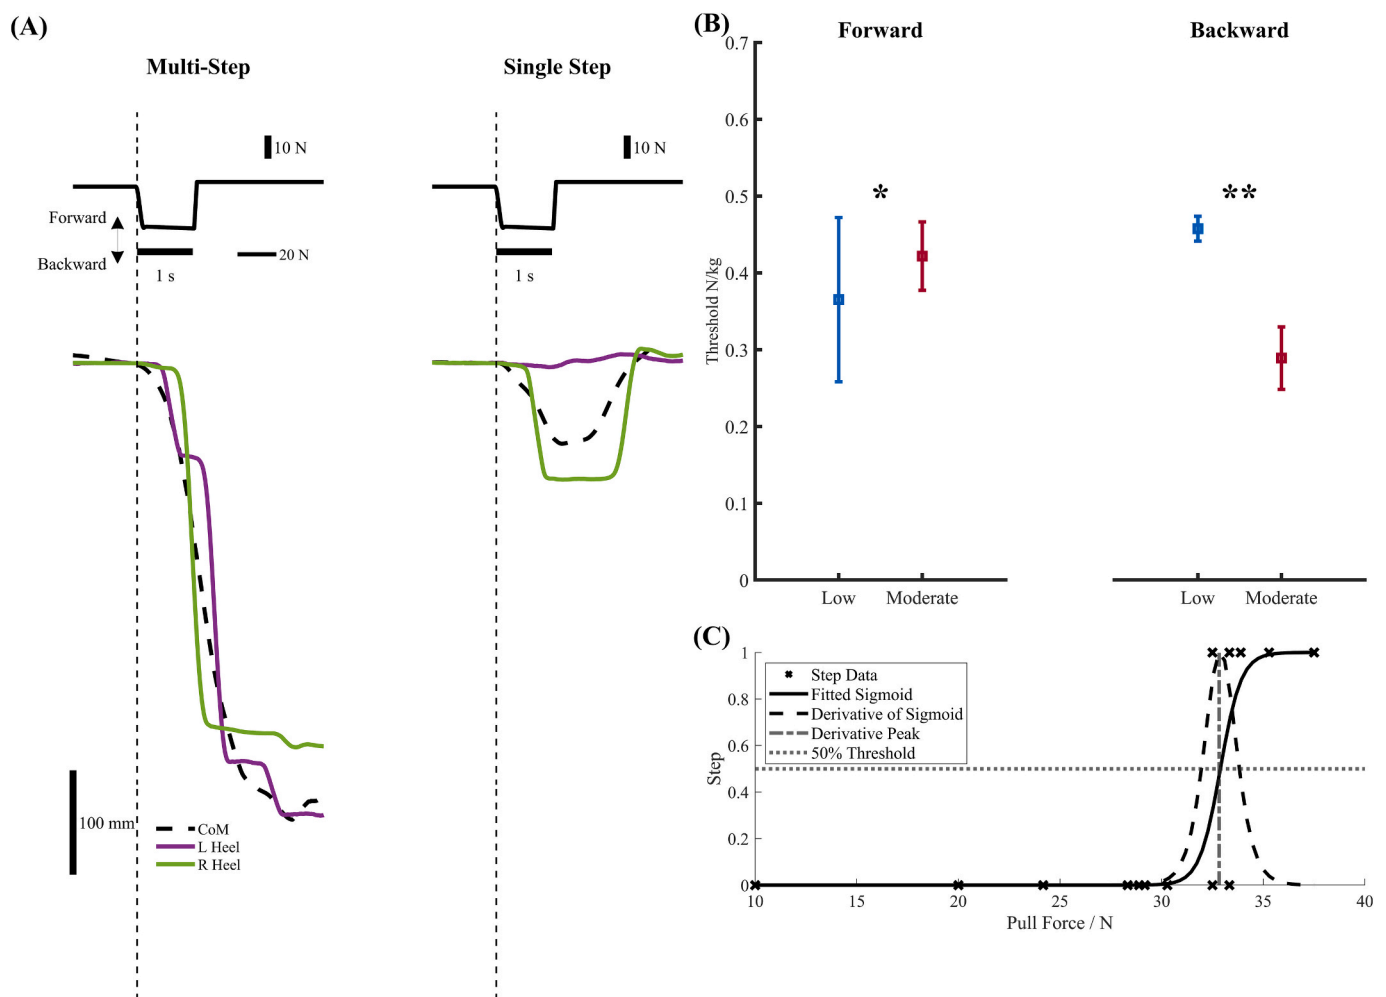 (A)
Multi-Step
Single Step
10 N
10 N
Forward
Backward
20 N
1 s
1 s
100 mm
CoM
L Heel
R Heel
(B)
Forward
Backward
0.7
0.6
0.5
0.4
0.3
0.2
0.1
0
Threshold N/kg
*
**
Low
Moderate
Low
Moderate
(C)
1
0.8
0.6
0.4
0.2
0
Step
Step Data
Fitted Sigmoid
Derivative of Sigmoid
Derivative Peak
50% Threshold
10
15
20
25
30
35
40
Pull Force / N